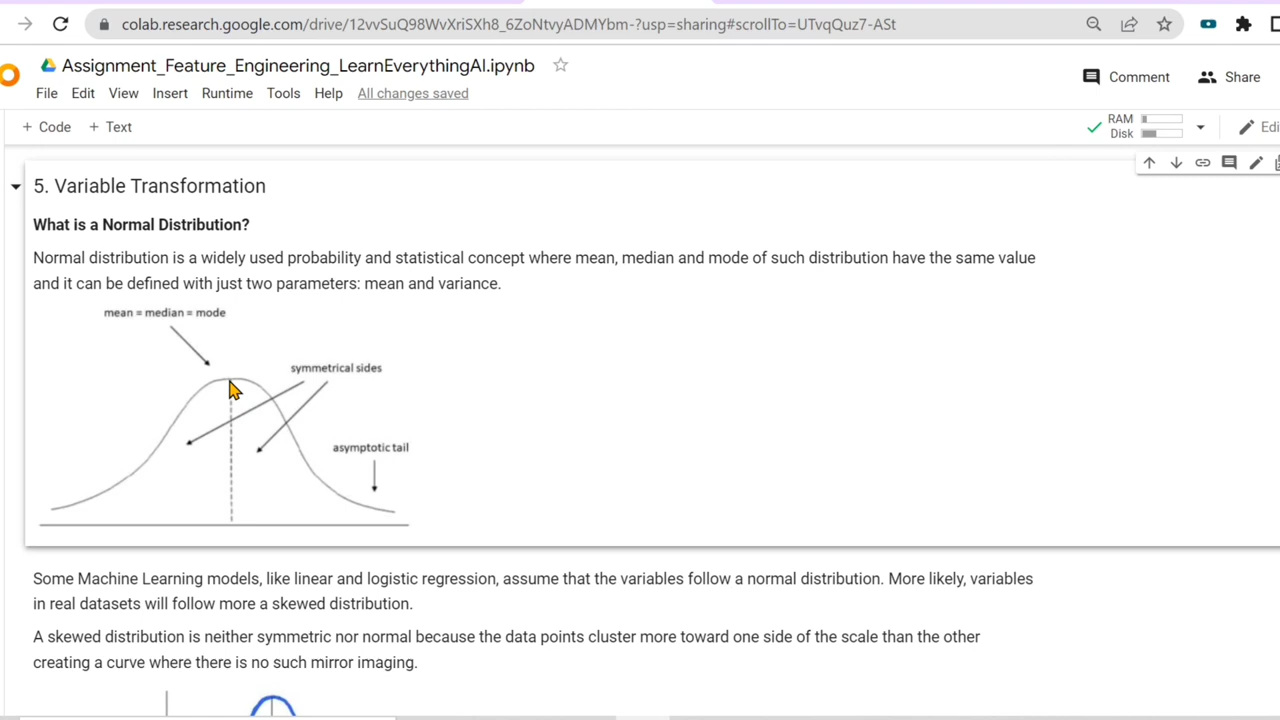 colab.research.google.com/drive/12vvSuQ98WvXriSXh8_6ZoNtvyADMYbm-?usp=sharing#scrollTo=UTvqQuz7-ASt
Assignment_Feature_Engineering_LearnEverythingAI.ipynb
Comment
Share
File Edit View Insert Runtime Tools Help All changes saved
+ Code + Text
RAM
Disk
Edi
5. Variable Transformation
What is a Normal Distribution?
Normal distribution is a widely used probability and statistical concept where mean, median and mode of such distribution have the same value
and it can be defined with just two parameters: mean and variance.
mean = median = mode
symmetrical sides
asymptotic tail
Some Machine Learning models, like linear and logistic regression, assume that the variables follow a normal distribution. More likely, variables
in real datasets will follow more a skewed distribution.
A skewed distribution is neither symmetric nor normal because the data points cluster more toward one side of the scale than the other
creating a curve where there is no such mirror imaging.